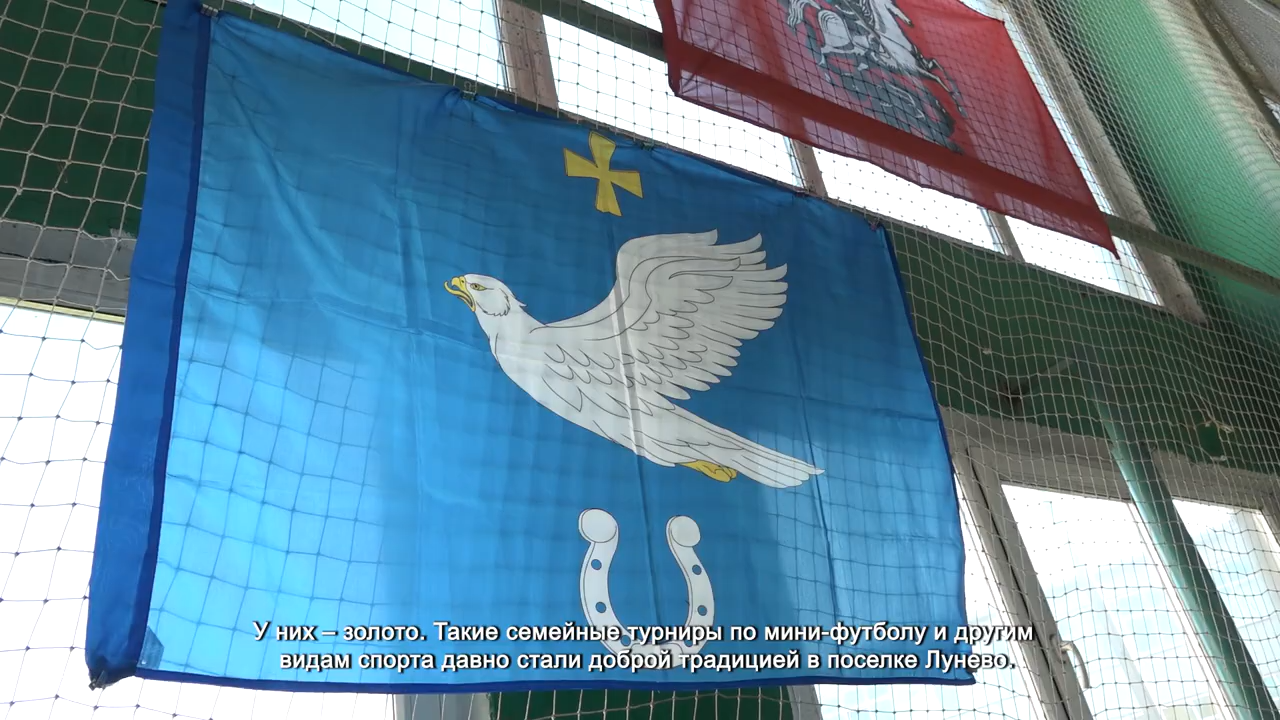 У них – золото. Такие семейные турниры по мини-футболу и другим
видам спорта давно стали доброй традицией в поселке Лунево.